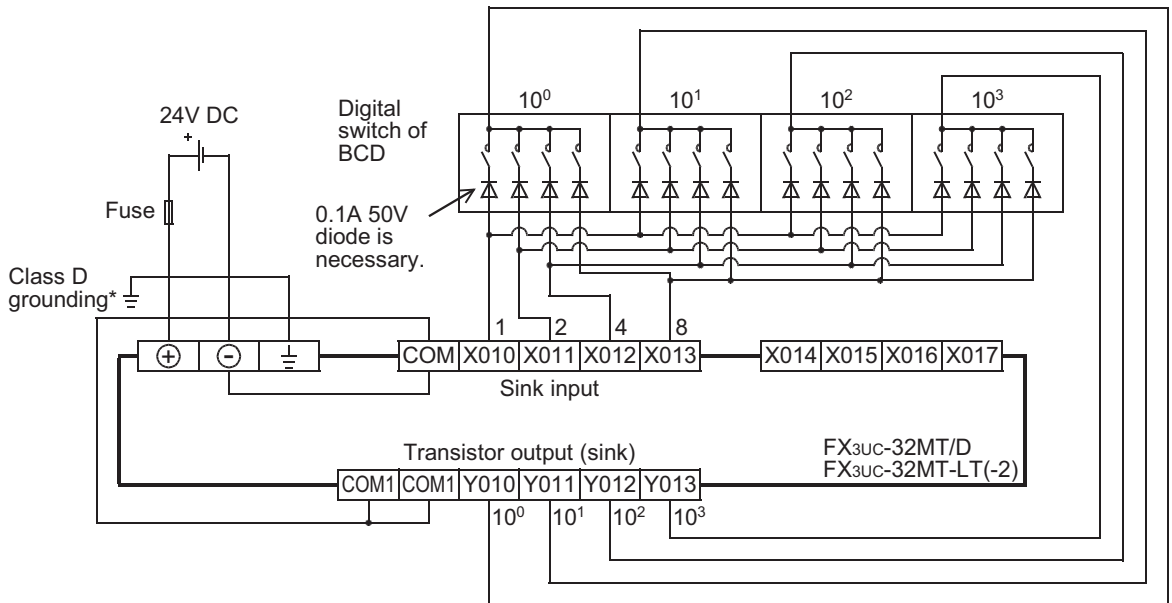 24V DC
+
Fuse
Class D
grounding*
Digital
switch of
BCD
0.1A 50V
diode is
necessary.
10⁰ 10¹ 10² 10³
1 2 4 8
+ - COM X010 X011 X012 X013 X014 X015 X016 X017
Sink input
Transistor output (sink)
FX3UC-32MT/D
FX3UC-32MT-LT(-2)
COM1 COM1 Y010 Y011 Y012 Y013
10⁰ 10¹ 10² 10³